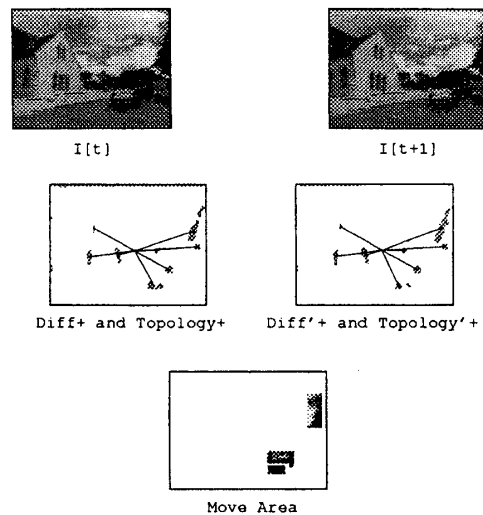 I[t]
I[t+1]
Diff+ and Topology+
Diff'+ and Topology'+
Move Area